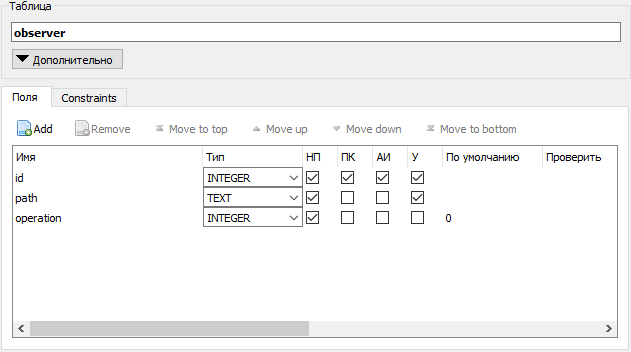 Таблица
observer
Дополнительно
Поля Constraints
Add Remove Move to top Move up Move down Move to bottom
Имя Тип НП ПК АИ У По умолчанию Проверить
id INTEGER
path TEXT
operation INTEGER 0